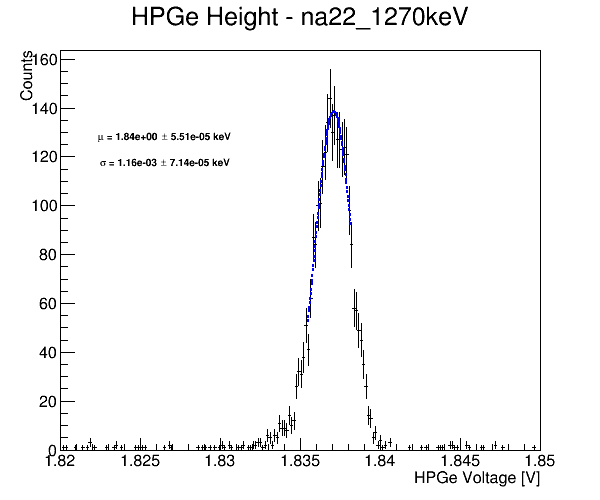 HPGe Height - na22_1270keV
Counts
160
140
120
100
80
60
40
20
0
μ = 1.84e+00 ± 5.51e-05 keV
σ = 1.16e-03 ± 7.14e-05 keV
1.82 1.825 1.83 1.835 1.84 1.845 1.85
HPGe Voltage [V]